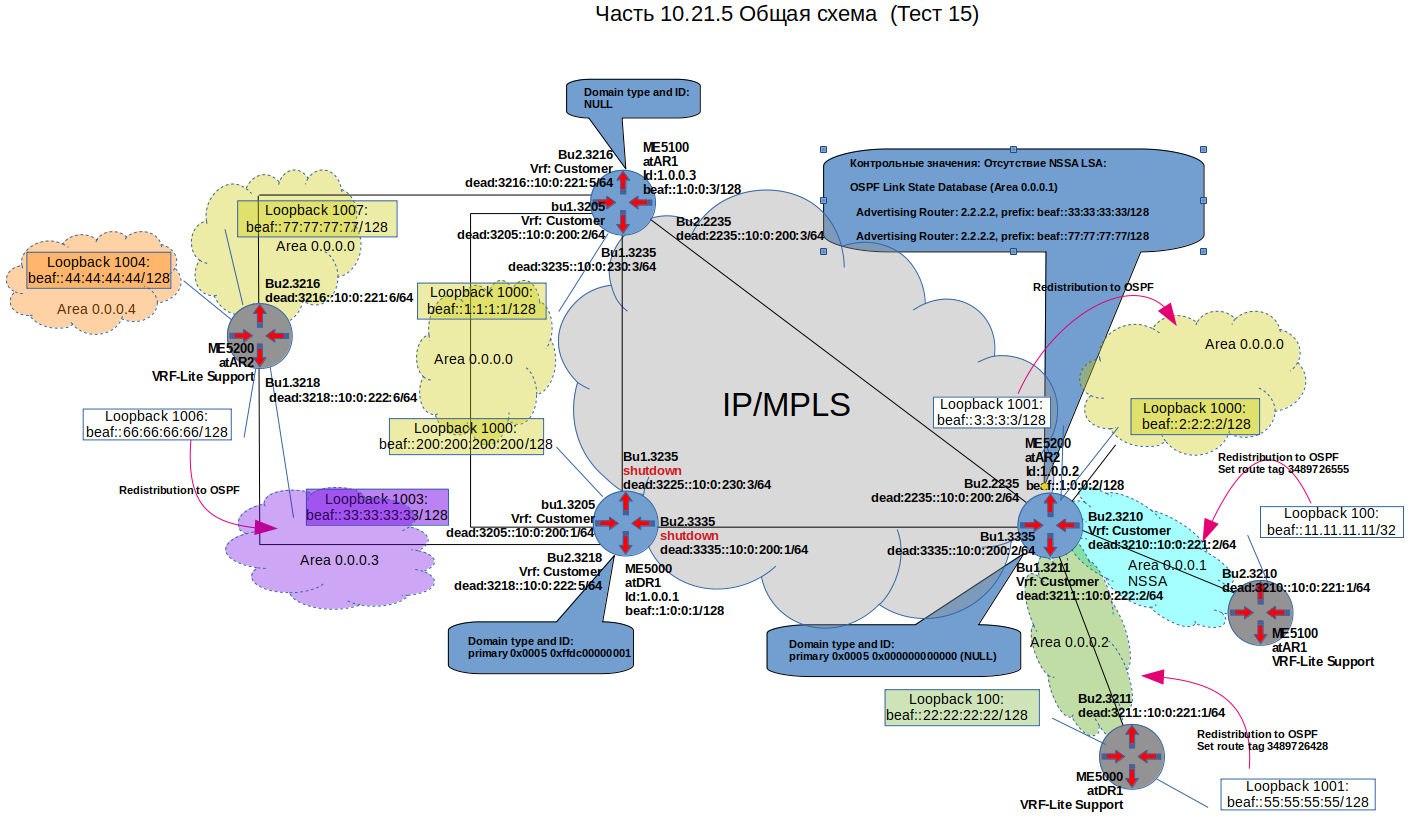 Часть 10.21.5 Общая схема  (Тест 15)
Domain type and ID:
NULL
Bu2.3216
Vrf: Customer
dead:3216::10:0:221:5/64
ME5100
atAR1
Id:1.0.0.3
beaf::1:0:0:3/128
bu1.3205
Vrf: Customer
dead:3205::10:0:200:2/64
Bu2.2235
dead:2235::10:0:200:3/64
Bu1.3235
dead:3235::10:0:230:3/64
Контрольные значения: Отсутствие NSSA LSA:
OSPF Link State Database (Area 0.0.0.1)
Advertising Router: 2.2.2.2, prefix: beaf::33:33:33:33/128
Advertising Router: 2.2.2.2, prefix: beaf::77:77:77:77/128
Loopback 1007:
beaf::77:77:77:77/128
Area 0.0.0.0
Loopback 1004:
beaf::44:44:44:44/128
Area 0.0.0.4
Bu2.3216
dead:3216::10:0:221:6/64
ME5200
atAR2
VRF-Lite Support
Bu1.3218
dead:3218::10:0:222:6/64
Loopback 1006:
beaf::66:66:66:66/128
Redistribution to OSPF
Loopback 1003:
beaf::33:33:33:33/128
Area 0.0.0.3
Loopback 1000:
beaf::1:1:1:1/128
Area 0.0.0.0
Loopback 1000:
beaf::200:200:200:200/128
IP/MPLS
Bu1.3235
shutdown
dead:3225::10:0:230:3/64
bu1.3205
Vrf: Customer
dead:3205::10:0:200:1/64
Bu2.3335
shutdown
dead:3335::10:0:200:1/64
Bu2.3218
Vrf: Customer
dead:3218::10:0:222:5/64
ME5000
atDR1
Id:1.0.0.1
beaf::1:0:0:1/128
Domain type and ID:
primary 0x0005 0xffdc00000001
Domain type and ID:
primary 0x0005 0x000000000000 (NULL)
Redistribution to OSPF
Area 0.0.0.0
Loopback 1001:
beaf::3:3:3:3/128
Loopback 1000:
beaf::2:2:2:2/128
ME5200
atAR2
Id:1.0.0.2
beaf::1:0:0:2/128
Bu2.2235
dead:2235::10:0:200:2/64
Bu1.3335
dead:3335::10:0:200:2/64
Redistribution to OSPF
Set route tag 3489726555
Loopback 100:
beaf::11.11.11.11/32
Bu2.3210
Vrf: Customer
dead:3210::10:0:221:2/64
Area 0.0.0.1
NSSA
Bu2.3210
dead:3210::10:0:221:1/64
ME5100
atAR1
VRF-Lite Support
Bu1.3211
Vrf: Customer
dead:3211::10:0:222:2/64
Area 0.0.0.2
Loopback 100:
beaf::22:22:22:22/128
Bu2.3211
dead:3211::10:0:221:1/64
Redistribution to OSPF
Set route tag 3489726428
ME5000
atDR1
VRF-Lite Support
Loopback 1001:
beaf::55:55:55:55/128